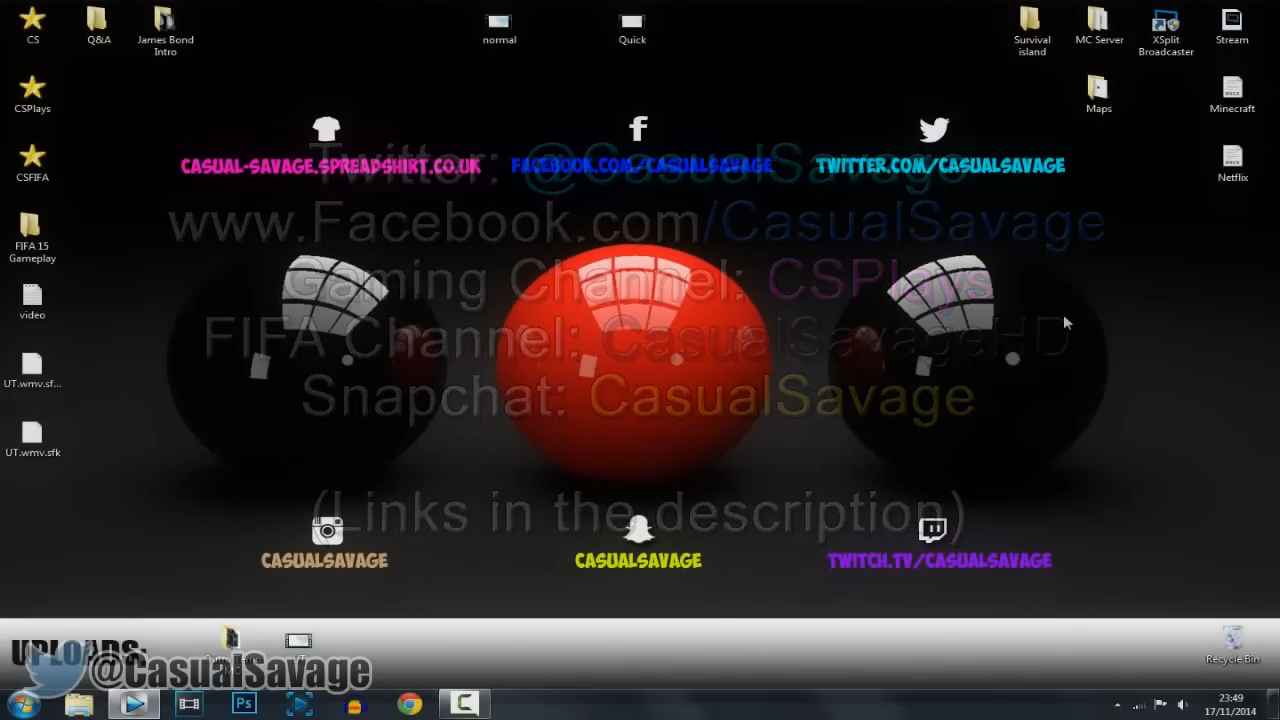 CS
Q&A
James Bond
Intro
normal
Quick
Survival
island
MC Server
XSplit
Broadcaster
Stream
CSPlays
Maps
Minecraft
CASUAL-SAVAGE.SPREADSHIRT.CO.UK
FACEBOOK.COM/CASUALSAVAGE
TWITTER.COM/CASUALSAVAGE
Twitter: @CasualSavage
CSFIFA
Netflix
www.Facebook.com/CasualSavage
FIFA 15
Gameplay
Gaming Channel: CSPlays
video
FIFA Channel: CasualSavageHD
UT.wmv.sf...
Snapchat: CasualSavage
UT.wmv.sfk
(Links in the description)
CASUALSAVAGE
CASUALSAVAGE
TWITCH.TV/CASUALSAVAGE
UPLOADS:
UT
@CasualSavage
Recycle Bin
Ps
23:49
17/11/2014